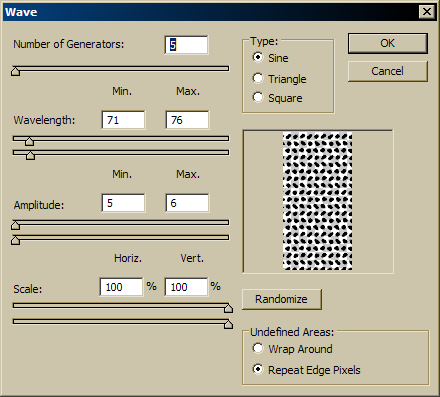 Wave
Number of Generators: 5
Type:
Sine
Triangle
Square
OK
Cancel
Min. Max.
Wavelength: 71 76
Min. Max.
Amplitude: 5 6
Horiz. Vert.
Scale: 100 % 100 %
Randomize
Undefined Areas:
Wrap Around
Repeat Edge Pixels